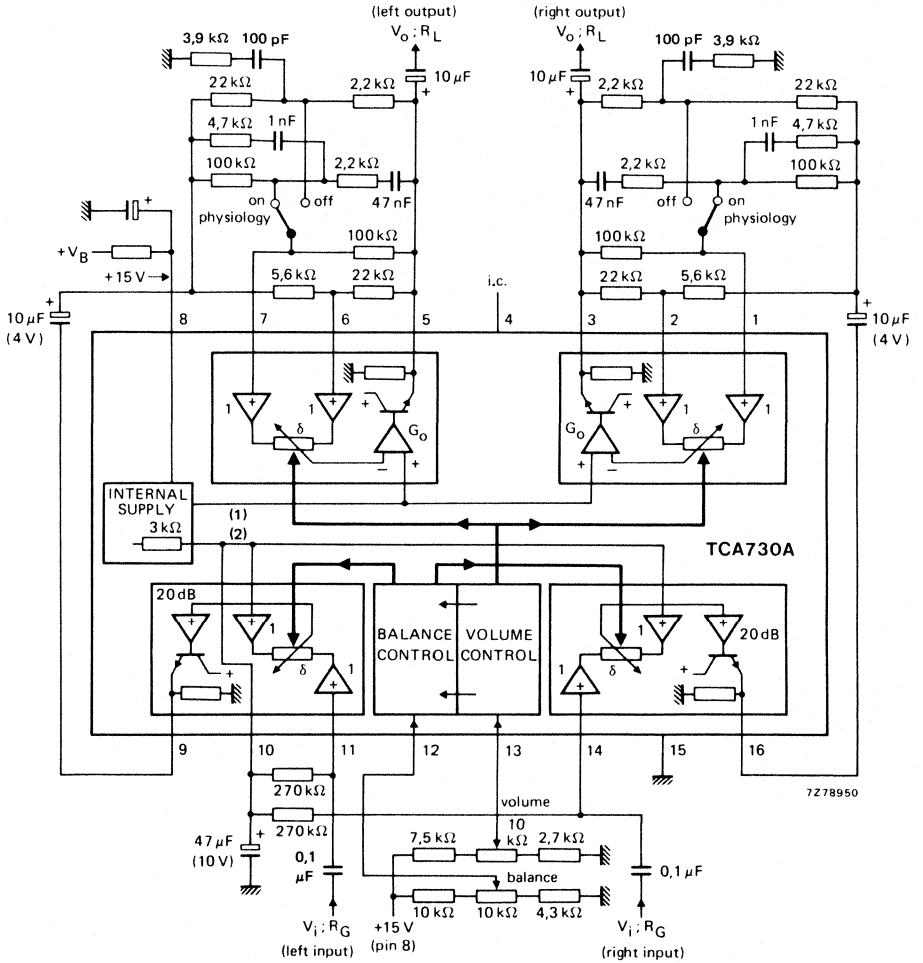 (left output)
V_o ; R_L
(right output)
V_o ; R_L
3,9 kΩ
100 pF
10 μF
+
10 μF
+
100 pF
3,9 kΩ
22 kΩ
2,2 kΩ
2,2 kΩ
22 kΩ
4,7 kΩ
1 nF
1 nF
4,7 kΩ
100 kΩ
2,2 kΩ
47 nF
2,2 kΩ
47 nF
100 kΩ
on
off
physiology
off
on
physiology
+
+V_B
+15 V
100 kΩ
100 kΩ
5,6 kΩ
22 kΩ
i.c.
22 kΩ
5,6 kΩ
+
10 μF
(4 V)
+
10 μF
(4 V)
8
7
6
5
4
3
2
1
+
1
+
1
+
G_o
δ
−
+
+
G_o
+
1
+
1
δ
−
+
INTERNAL
SUPPLY
3 kΩ
(1)
(2)
TCA730A
20 dB
+
+
1
+
δ
1
+
BALANCE
CONTROL
VOLUME
CONTROL
1
+
δ
+
1
+
20 dB
+
9
10
11
12
13
14
15
16
270 kΩ
270 kΩ
7Z78950
47 μF
(10 V)
+
0,1
μF
volume
10
kΩ
7,5 kΩ
2,7 kΩ
balance
10 kΩ
10 kΩ
4,3 kΩ
0,1 μF
V_i ; R_G
(left input)
+15 V
(pin 8)
V_i ; R_G
(right input)